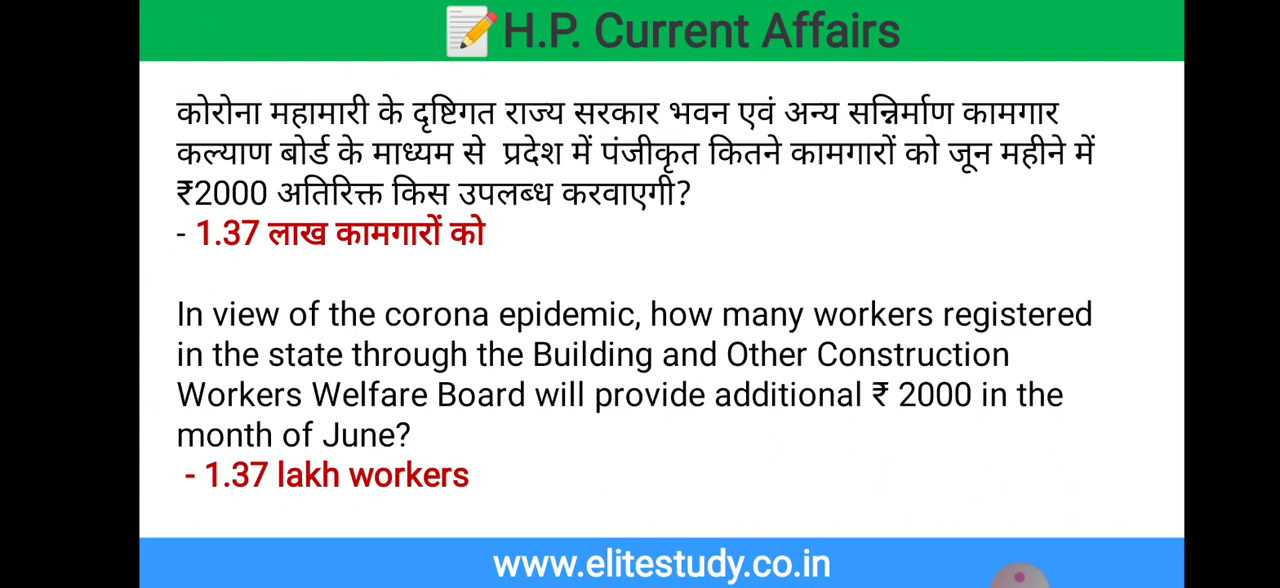 H.P. Current Affairs
कोरोना महामारी के दृष्टिगत राज्य सरकार भवन एवं अन्य सन्निर्माण कामगार
कल्याण बोर्ड के माध्यम से प्रदेश में पंजीकृत कितने कामगारों को जून महीने में
₹2000 अतिरिक्त किस उपलब्ध करवाएगी?
- 1.37 लाख कामगारों को
In view of the corona epidemic, how many workers registered
in the state through the Building and Other Construction
Workers Welfare Board will provide additional ₹ 2000 in the
month of June?
- 1.37 lakh workers
www.elitestudy.co.in